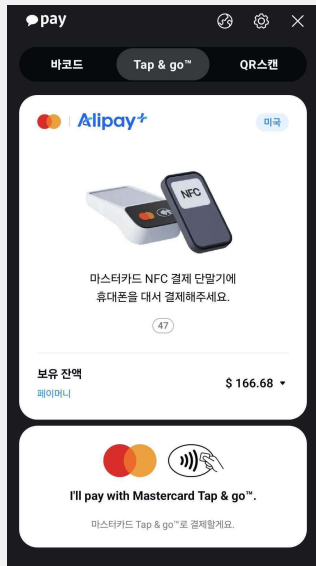 pay
바코드
Tap & go™
QR스캔
Alipay+
미국
NFC
마스터카드 NFC 결제 단말기에
휴대폰을 대서 결제해주세요.
47
보유 잔액
페이머니
$ 166.68
I'll pay with Mastercard Tap & go™.
마스터카드 Tap & go™로 결제할게요.